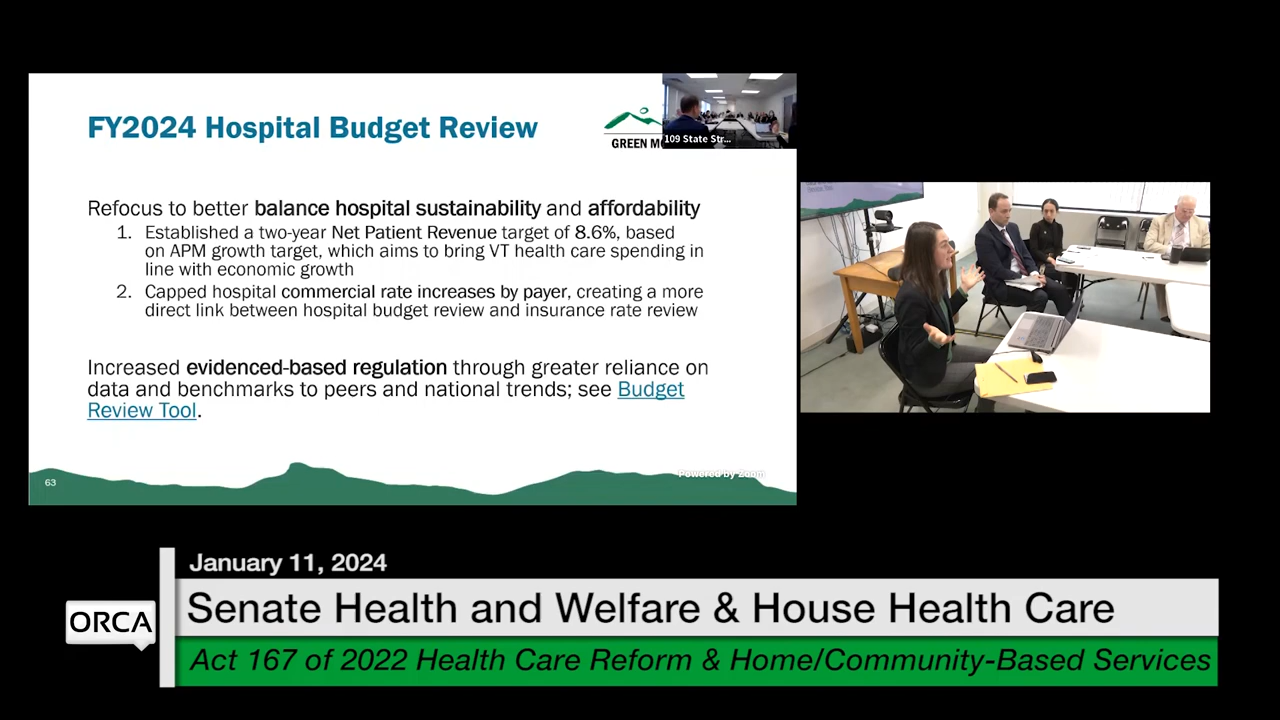 FY2024 Hospital Budget Review
GREEN
109 State Str...
Refocus to better balance hospital sustainability and affordability
1. Established a two-year Net Patient Revenue target of 8.6%, based
on APM growth target, which aims to bring VT health care spending in
line with economic growth
2. Capped hospital commercial rate increases by payer, creating a more
direct link between hospital budget review and insurance rate review
Increased evidenced-based regulation through greater reliance on
data and benchmarks to peers and national trends; see Budget
Review Tool.
63
Powered by Zoom
January 11, 2024
ORCA
Senate Health and Welfare & House Health Care
Act 167 of 2022 Health Care Reform & Home/Community-Based Services